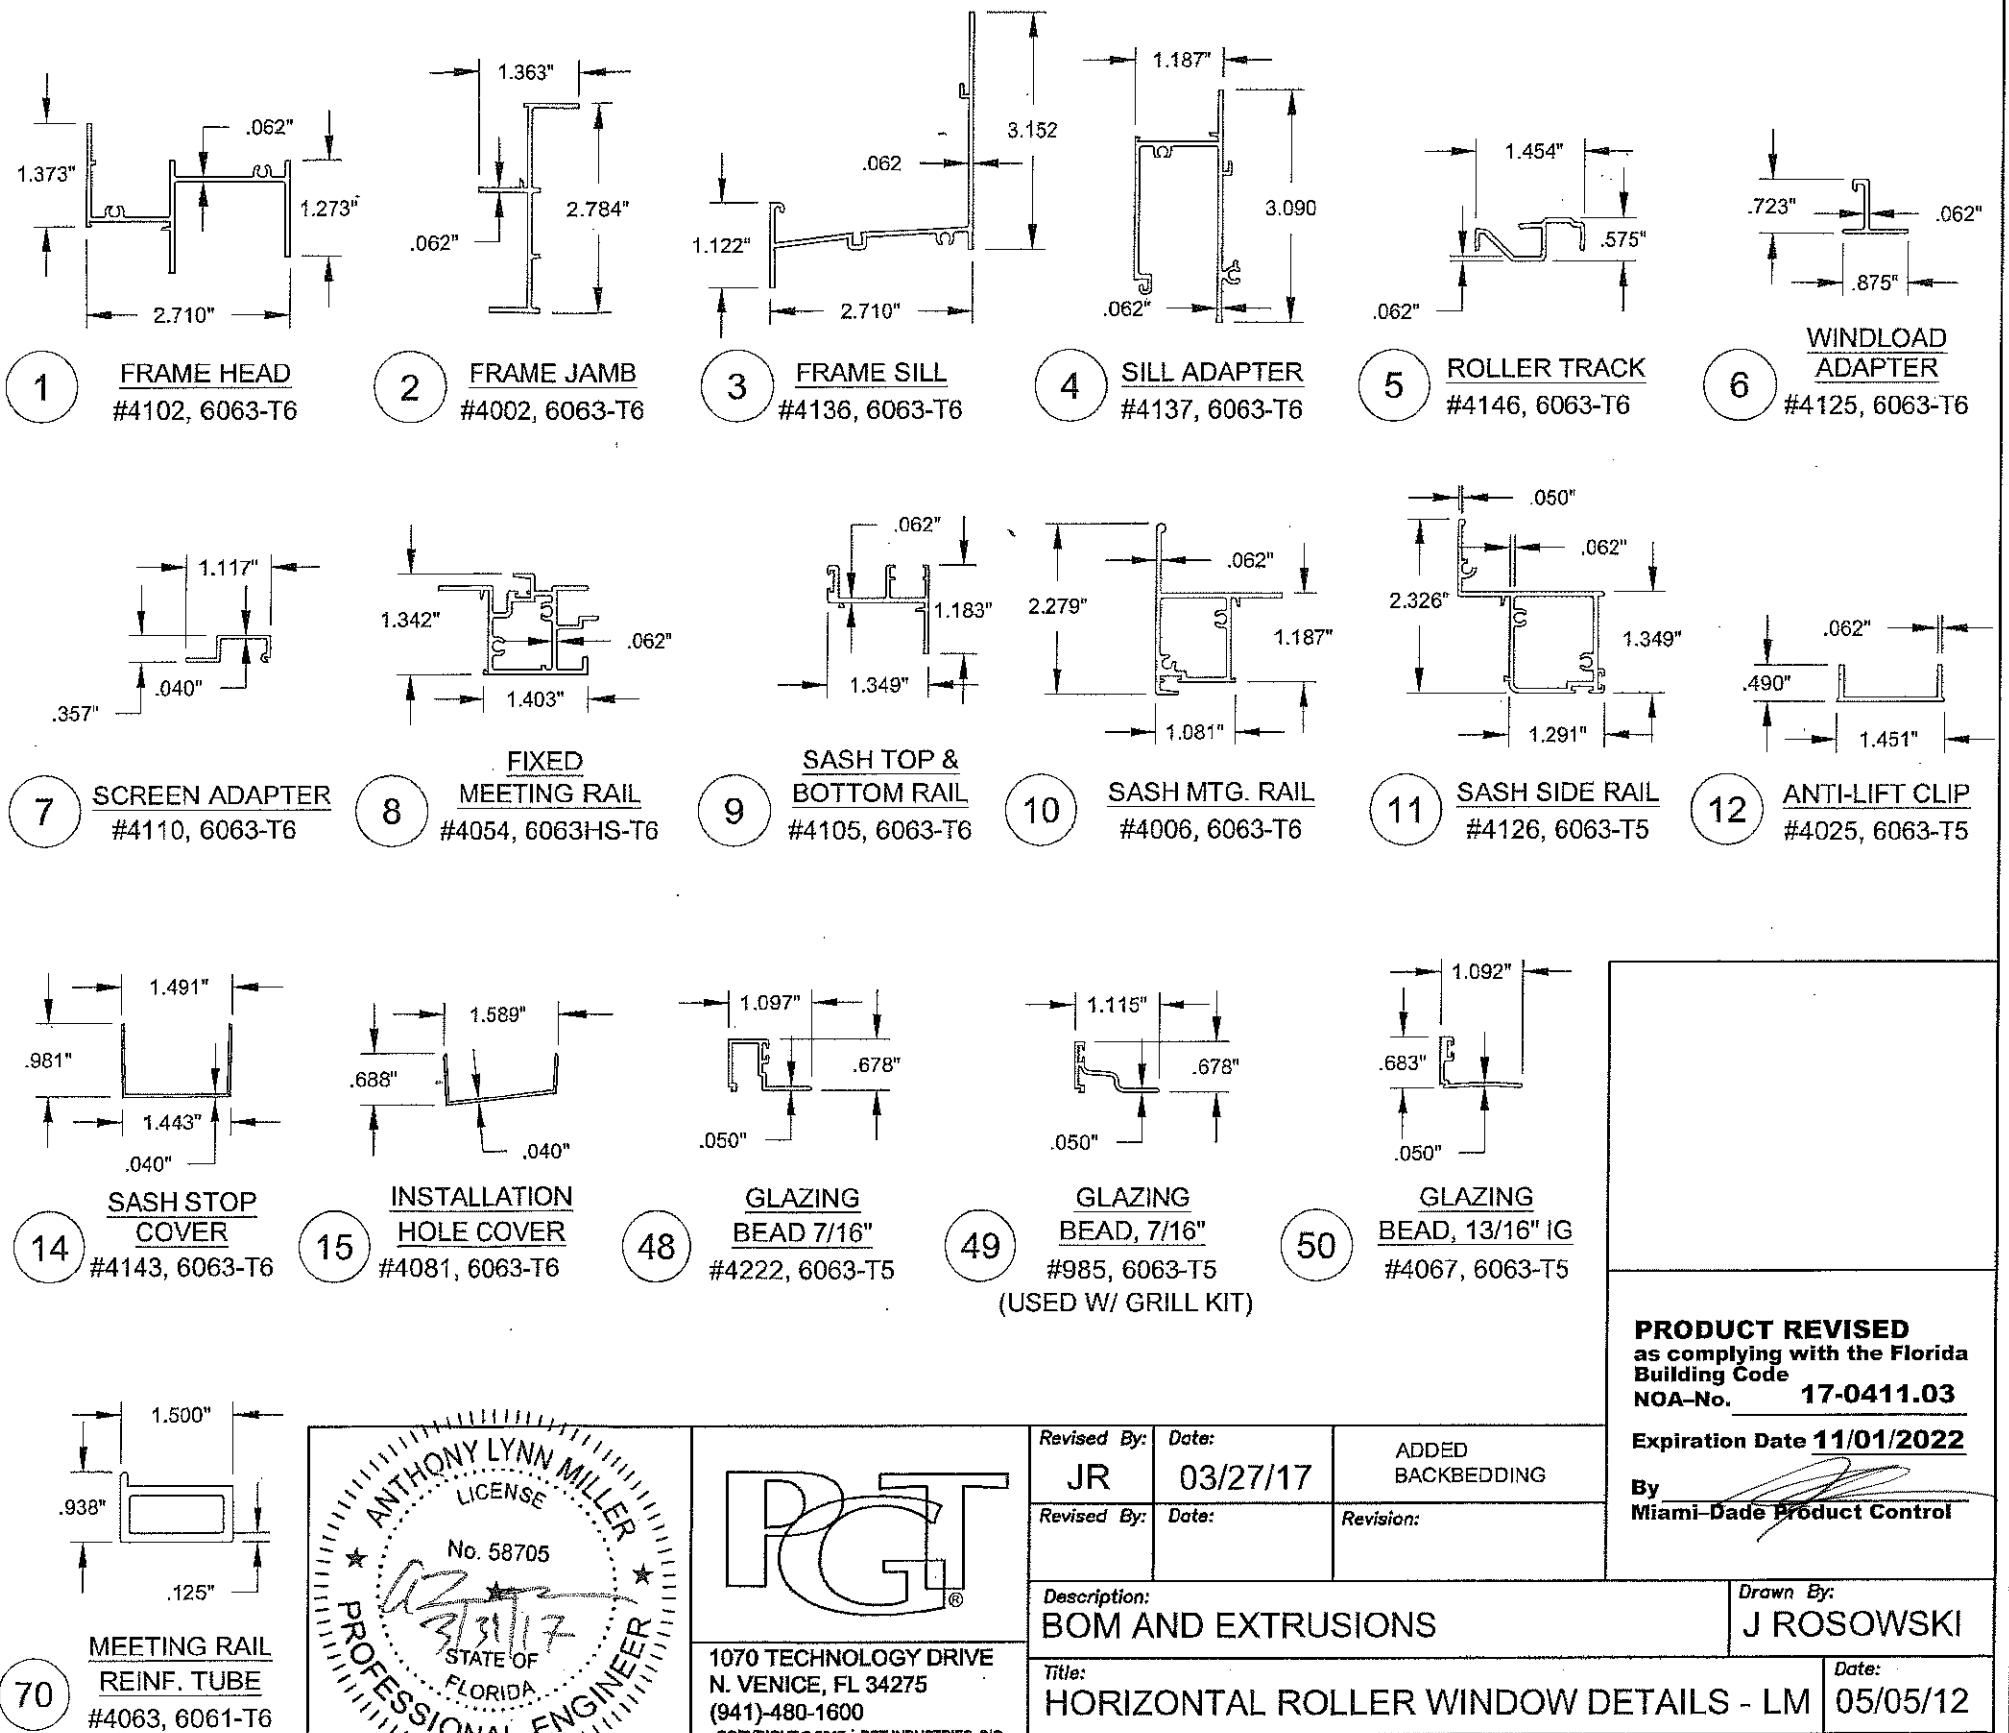 1.373"
.062"
1.273"
2.710"
1
FRAME HEAD
#4102, 6063-T6
1.363"
.062"
2.784"
2
FRAME JAMB
#4002, 6063-T6
3.152
.062
1.122"
2.710"
3
FRAME SILL
#4136, 6063-T6
1.187"
3.090
.062"
4
SILL ADAPTER
#4137, 6063-T6
1.454"
.575"
.062"
5
ROLLER TRACK
#4146, 6063-T6
.723"
.062"
.875"
6
WINDLOAD
ADAPTER
#4125, 6063-T6
1.117"
.040"
.357"
7
SCREEN ADAPTER
#4110, 6063-T6
1.342"
.062"
1.403"
8
FIXED
MEETING RAIL
#4054, 6063HS-T6
.062"
1.183"
1.349"
9
SASH TOP &
BOTTOM RAIL
#4105, 6063-T6
2.279"
.062"
1.187"
1.081"
10
SASH MTG. RAIL
#4006, 6063-T6
.050"
.062"
2.326"
1.349"
1.291"
11
SASH SIDE RAIL
#4126, 6063-T5
.062"
.490"
1.451"
12
ANTI-LIFT CLIP
#4025, 6063-T5
1.491"
.981"
1.443"
.040"
14
SASH STOP
COVER
#4143, 6063-T6
1.589"
.688"
.040"
15
INSTALLATION
HOLE COVER
#4081, 6063-T6
1.097"
.678"
.050"
48
GLAZING
BEAD 7/16"
#4222, 6063-T5
1.115"
.678"
.050"
49
GLAZING
BEAD, 7/16"
#985, 6063-T5
(USED W/ GRILL KIT)
1.092"
.683"
.050"
50
GLAZING
BEAD, 13/16" IG
#4067, 6063-T5
PRODUCT REVISED
as complying with the Florida
Building Code
NOA-No. 17-0411.03
Expiration Date 11/01/2022
By
Miami-Dade Product Control
1.500"
.938"
.125"
70
MEETING RAIL
REINF. TUBE
#4063, 6061-T6
ANTHONY LYNN MILLER
LICENSE
No. 58705
3/31/17
STATE OF
FLORIDA
PROFESSIONAL ENGINEER
PGT®
1070 TECHNOLOGY DRIVE
N. VENICE, FL 34275
(941)-480-1600
Revised By: Date:
JR 03/27/17 ADDED
BACKBEDDING
Revised By: Date: Revision:
Description:
BOM AND EXTRUSIONS
Drawn By:
J ROSOWSKI
Title:
HORIZONTAL ROLLER WINDOW DETAILS - LM
Date:
05/05/12